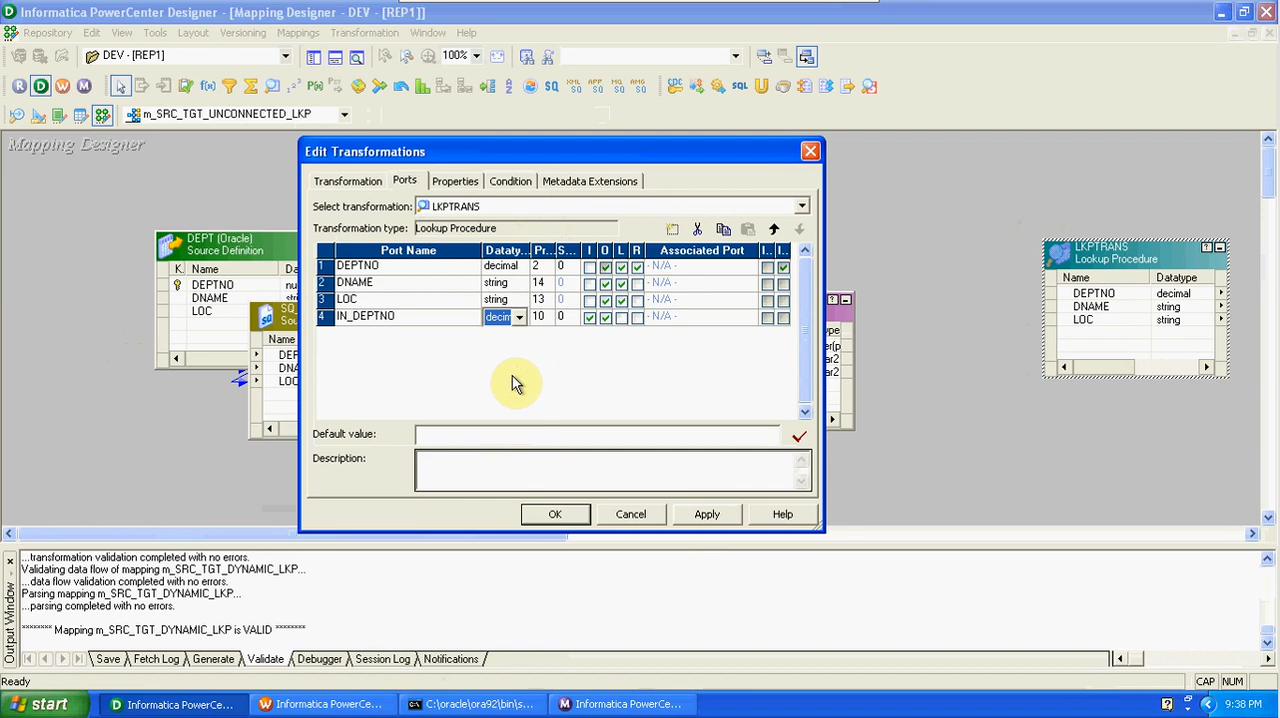 Informatica PowerCenter Designer - [Mapping Designer - DEV - [REP1]]
Repository Edit View Tools Layout Versioning Mappings Transformation Window Help
DEV - [REP1] 100%
m_SRC_TGT_UNCONNECTED_LKP
Mapping Designer
DEPT (Oracle)
Source Definition
K. Name
DEPTNO
DNAME
LOC
Name
LOC
Edit Transformations
Transformation Ports Properties Condition Metadata Extensions
Select transformation: LKPTRANS
Transformation type: Lookup Procedure
Port Name Dataty... Pr... S... I O L R Associated Port I.. I..
1 DEPTNO decimal 2 0 - N/A -
2 DNAME string 14 0 - N/A -
3 LOC string 13 0 - N/A -
4 IN_DEPTNO decim 10 0 - N/A -
Default value:
Description:
OK Cancel Apply Help
LKPTRANS
Lookup Procedure
Name Datatype
DEPTNO decimal
DNAME string
LOC string
Output Window
...transformation validation completed with no errors.
Validating data flow of mapping m_SRC_TGT_DYNAMIC_LKP...
...data flow validation completed with no errors.
Parsing mapping m_SRC_TGT_DYNAMIC_LKP...
...parsing completed with no errors.
******** Mapping m_SRC_TGT_DYNAMIC_LKP is VALID ********
Save Fetch Log Generate Validate Debugger Session Log Notifications
Ready CAP NUM
start Informatica PowerCe... Informatica PowerCen... C:\oracle\ora92\bin\s... Informatica PowerCen... 9:38 PM